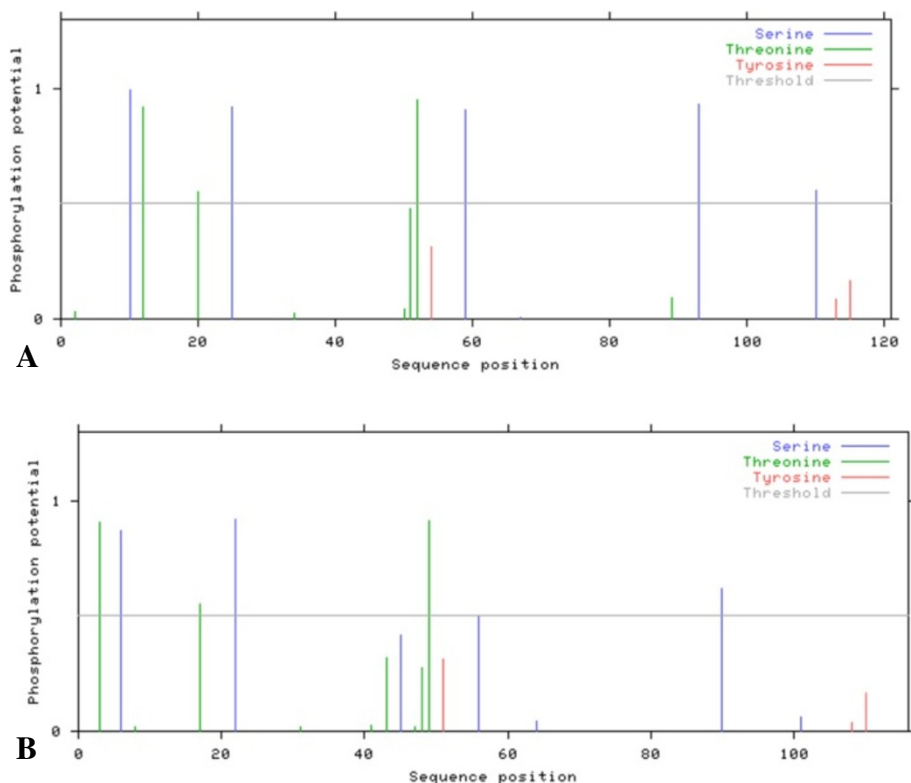 Serine
Threonine
Tyrosine
Threshold
Phosphorylation potential
1
0
0 20 40 60 80 100 120
Sequence position
A
Serine
Threonine
Tyrosine
Threshold
Phosphorylation potential
1
0
0 20 40 60 80 100
Sequence position
B